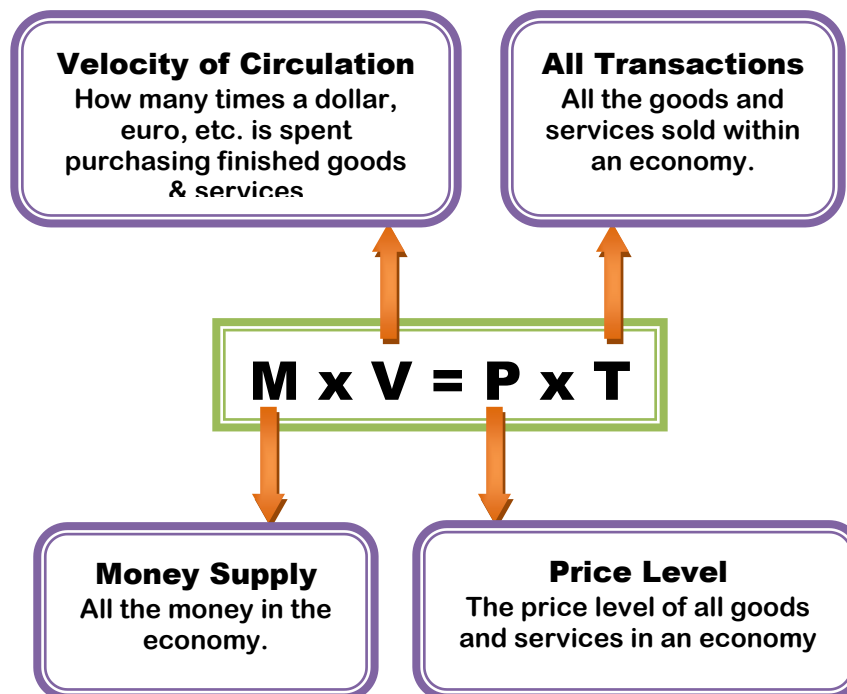 Velocity of Circulation
How many times a dollar,
euro, etc. is spent
purchasing finished goods
& services
All Transactions
All the goods and
services sold within
an economy.
M x V = P x T
Money Supply
All the money in the
economy.
Price Level
The price level of all goods
and services in an economy